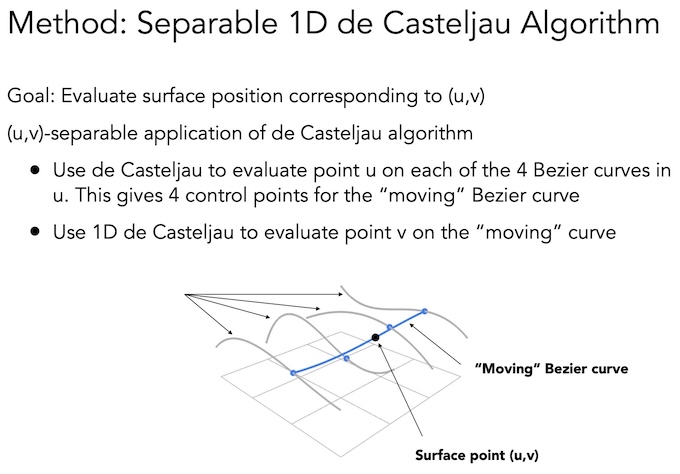 Method: Separable 1D de Casteljau Algorithm
Goal: Evaluate surface position corresponding to (u,v)
(u,v)-separable application of de Casteljau algorithm
● Use de Casteljau to evaluate point u on each of the 4 Bezier curves in
u. This gives 4 control points for the “moving” Bezier curve
● Use 1D de Casteljau to evaluate point v on the “moving” curve
“Moving” Bezier curve
Surface point (u,v)